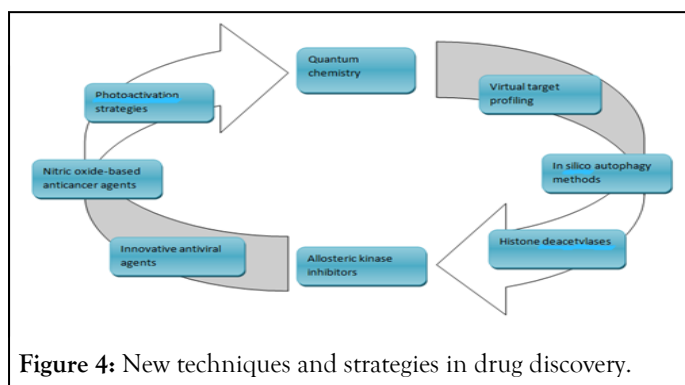 Quantum
chemistry
Virtual target
profiling
In silico autophagy
methods
Histone deacetvlases
Allosteric kinase
inhibitors
Innovative antiviral
agents
Nitric oxide-based
anticancer agents
Photoactivation
strategies
Figure 4: New techniques and strategies in drug discovery.